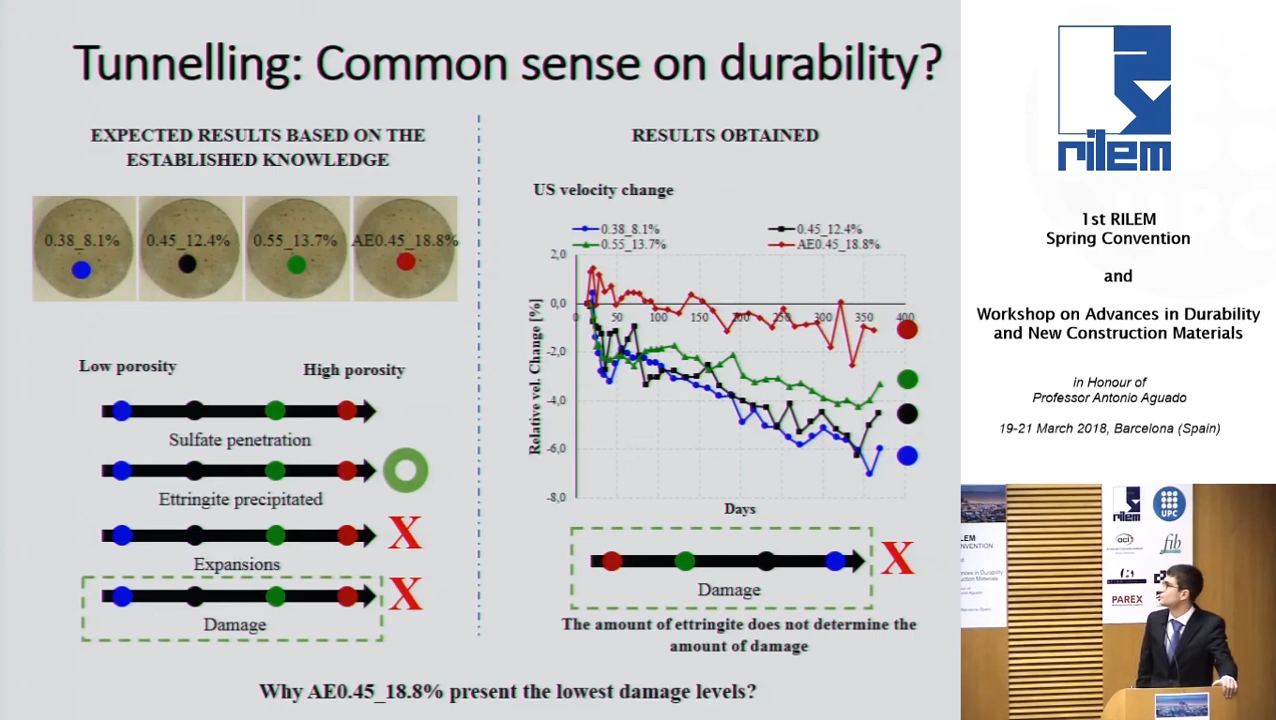 Tunnelling: Common sense on durability?
EXPECTED RESULTS BASED ON THE
ESTABLISHED KNOWLEDGE
0.38_8.1%
0.45_12.4%
0.55_13.7%
AE0.45_18.8%
Low porosity
High porosity
Sulfate penetration
Ettringite precipitated
X
Expansions
X
Damage
RESULTS OBTAINED
US velocity change
0.38_8.1%
0.45_12.4%
0.55_13.7%
AE0.45_18.8%
Relative vel. Change [%]
2,0
0,0
-2,0
-4,0
-6,0
-8,0
0
50
100
150
200
250
300
350
400
Days
X
Damage
The amount of ettringite does not determine the
amount of damage
Why AE0.45_18.8% present the lowest damage levels?
rilem
1st RILEM
Spring Convention
and
Workshop on Advances in Durability
and New Construction Materials
in Honour of
Professor Antonio Aguado
19-21 March 2018, Barcelona (Spain)
rilem
UPC
aci
fib
PAREX